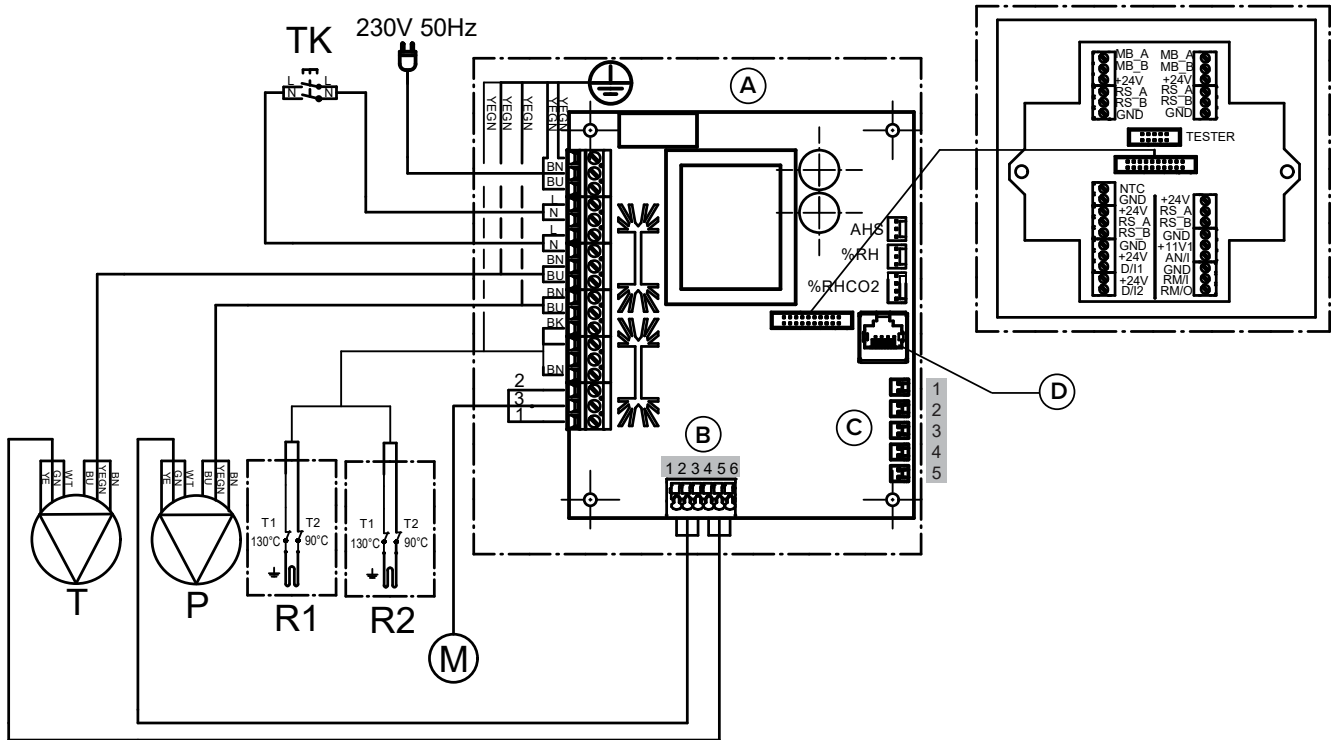 230V 50Hz
TK
L L
N N
A
YEGN
YEGN
YEGN
YEGN
YEGN
BN
BU
L
N
L
N
BN
BU
BN
BU
BK
BN
2
3
1
AHS
%RH
%RHCO2
D
C
1
2
3
4
5
B
1 2 3 4 5 6
MB_A
MB_B
+24V
RS_A
RS_B
GND
MB_A
MB_B
+24V
RS_A
RS_B
GND
TESTER
NTC
GND
+24V
RS_A
RS_B
GND
+24V
D/I1
+24V
D/I2
+24V
RS_A
RS_B
GND
+11V1
AN/I
GND
RM/I
RM/O
YE
GN
WT
BU
YEGN
BN
YE
GN
WT
BU
YEGN
BN
T
P
T1 T2
130°C 90°C
R1
T1 T2
130°C 90°C
R2
M